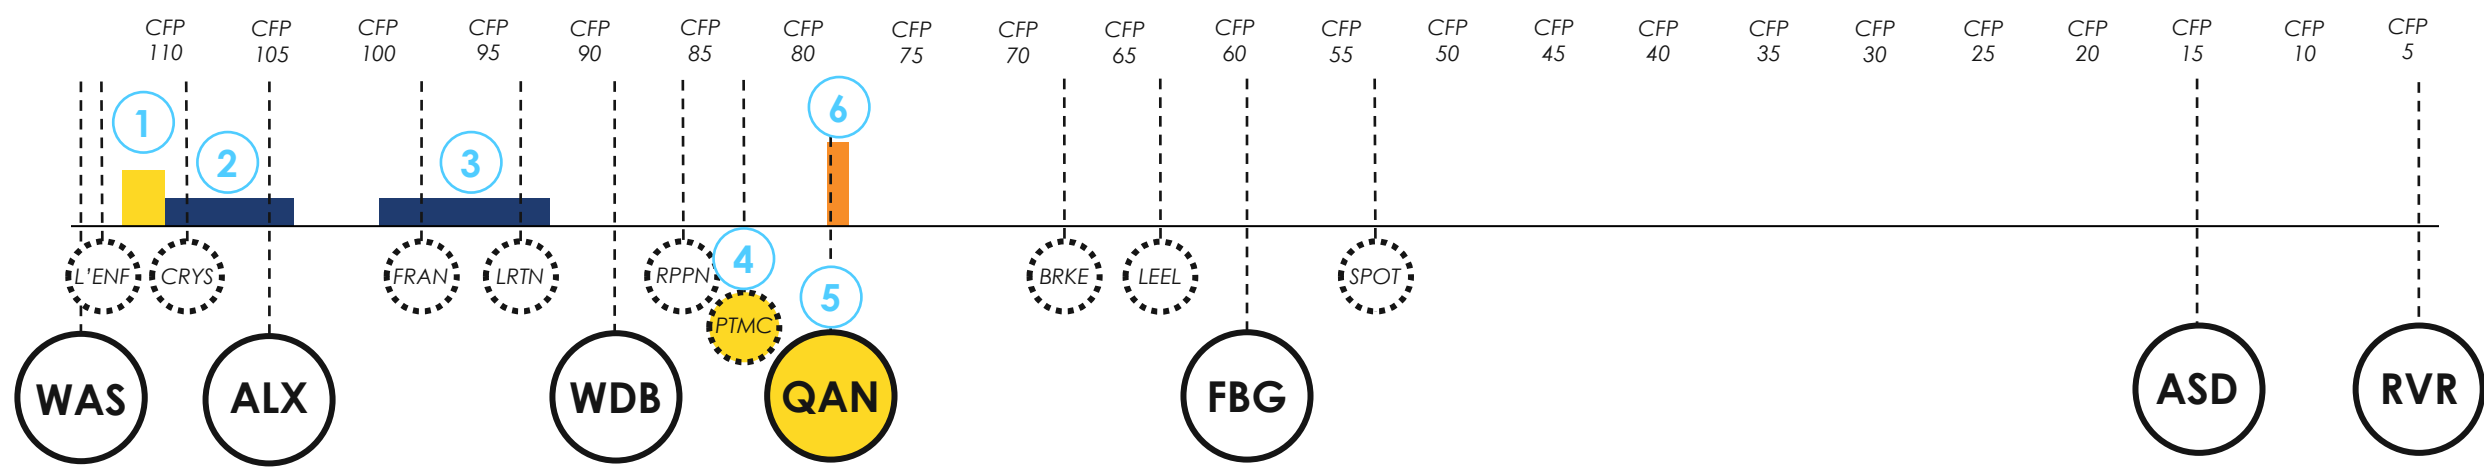 CFP CFP CFP CFP CFP CFP CFP CFP CFP CFP CFP CFP CFP CFP CFP CFP CFP CFP CFP CFP CFP CFP
110 105 100 95 90 85 80 75 70 65 60 55 50 45 40 35 30 25 20 15 10 5
1 6
2 3
4
L'ENF CRYS FRAN LRTN RPPN BRKE LEEL SPOT
5
PTMC
WAS ALX WDB QAN FBG ASD RVR